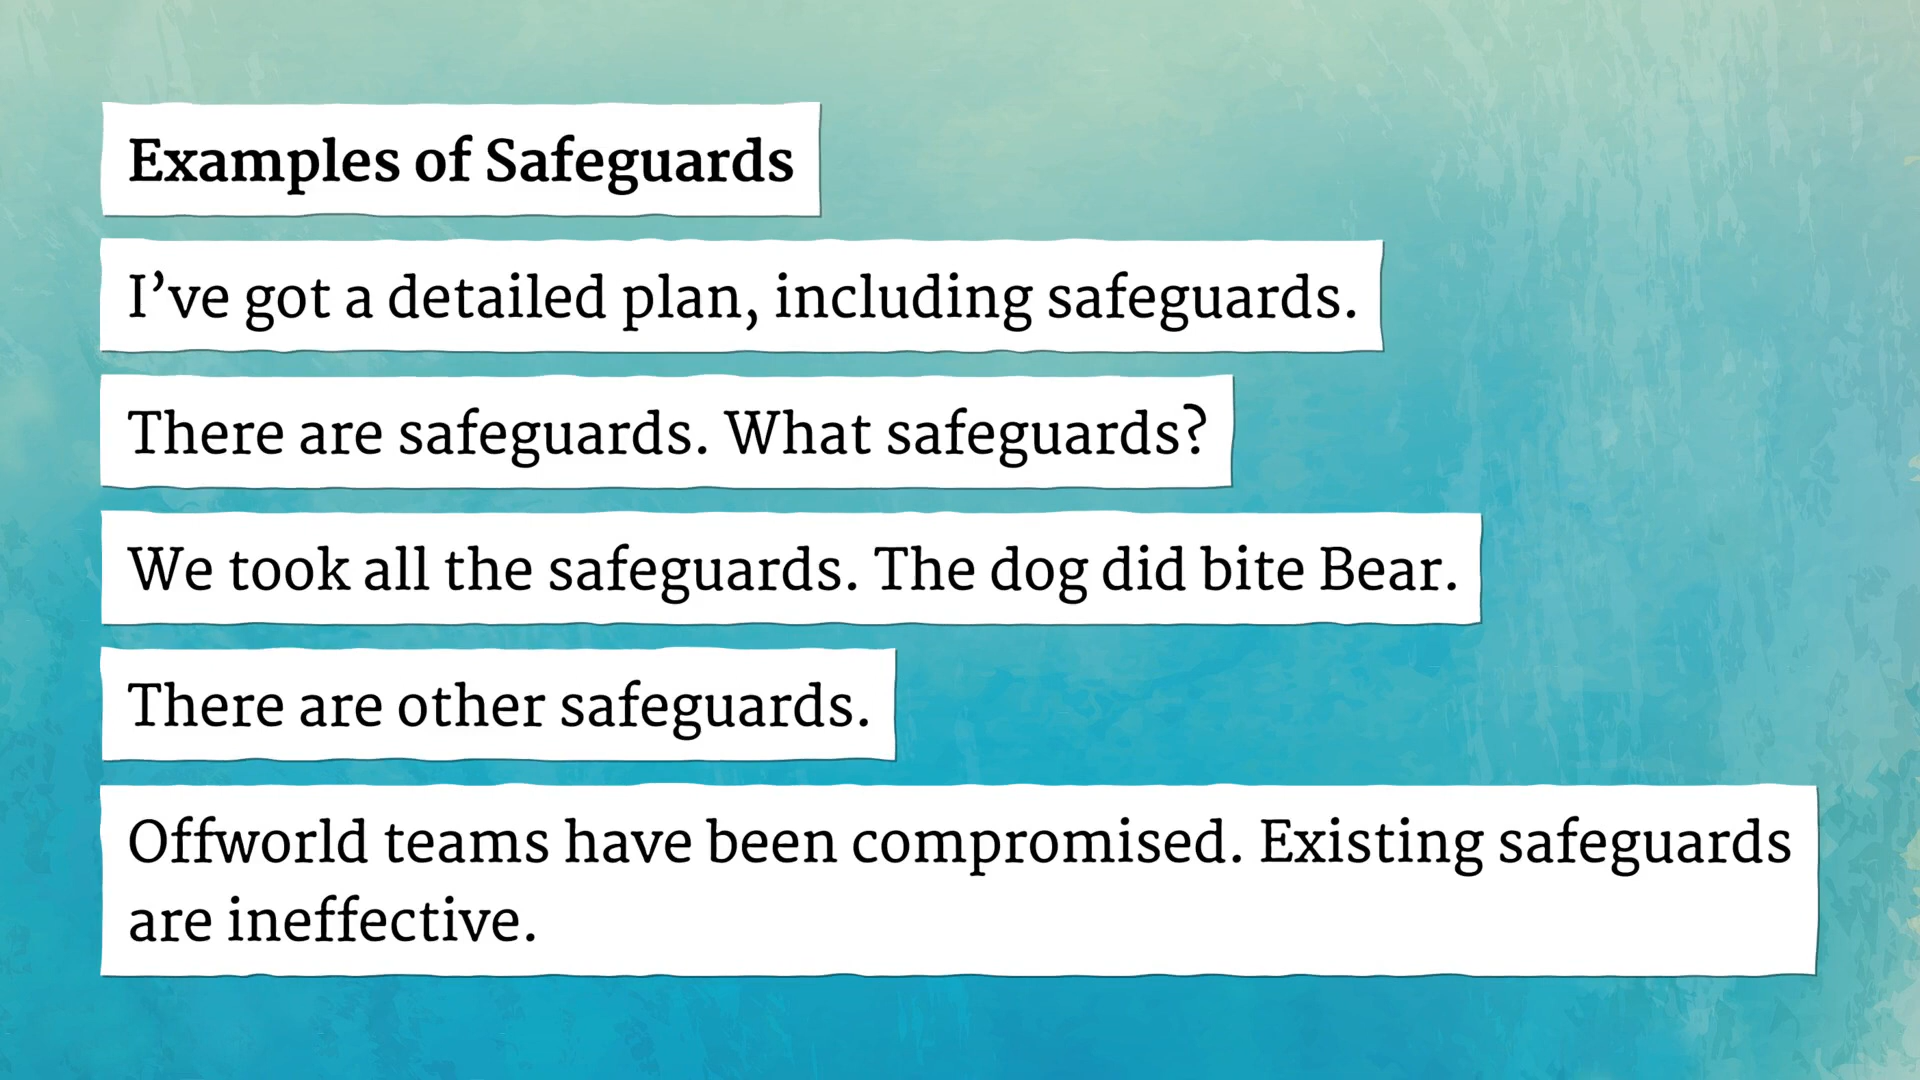 Examples of Safeguards
I’ve got a detailed plan, including safeguards.
There are safeguards. What safeguards?
We took all the safeguards. The dog did bite Bear.
There are other safeguards.
Offworld teams have been compromised. Existing safeguards
are ineffective.